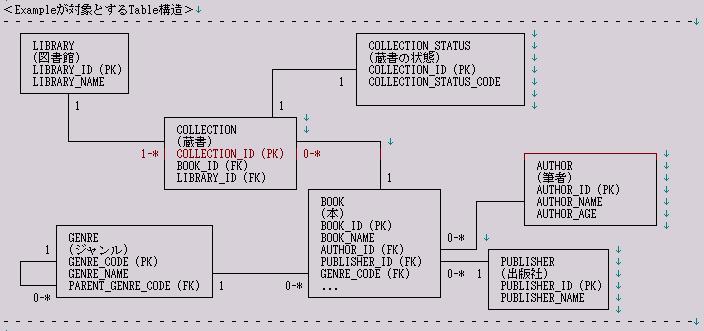 ＜Exampleが対象とするTable構造＞↓
LIBRARY
(図書館)
LIBRARY_ID (PK)
LIBRARY_NAME
COLLECTION_STATUS
(蔵書の状態)
COLLECTION_ID (PK)
COLLECTION_STATUS_CODE
1
1
1
COLLECTION
(蔵書)
1-* COLLECTION_ID (PK) 0-*
BOOK_ID (FK)
LIBRARY_ID (FK)
1
AUTHOR
(筆者)
AUTHOR_ID (PK)
AUTHOR_NAME
AUTHOR_AGE
BOOK
(本)
BOOK_ID (PK)
BOOK_NAME
AUTHOR_ID (FK) 0-*
PUBLISHER_ID (FK)
GENRE_CODE (FK) 0-* 1
...
GENRE
1 (ジャンル)
GENRE_CODE (PK)
GENRE_NAME
PARENT_GENRE_CODE (FK) 1 0-*
0-*
PUBLISHER
(出版社)
PUBLISHER_ID (PK)
PUBLISHER_NAME